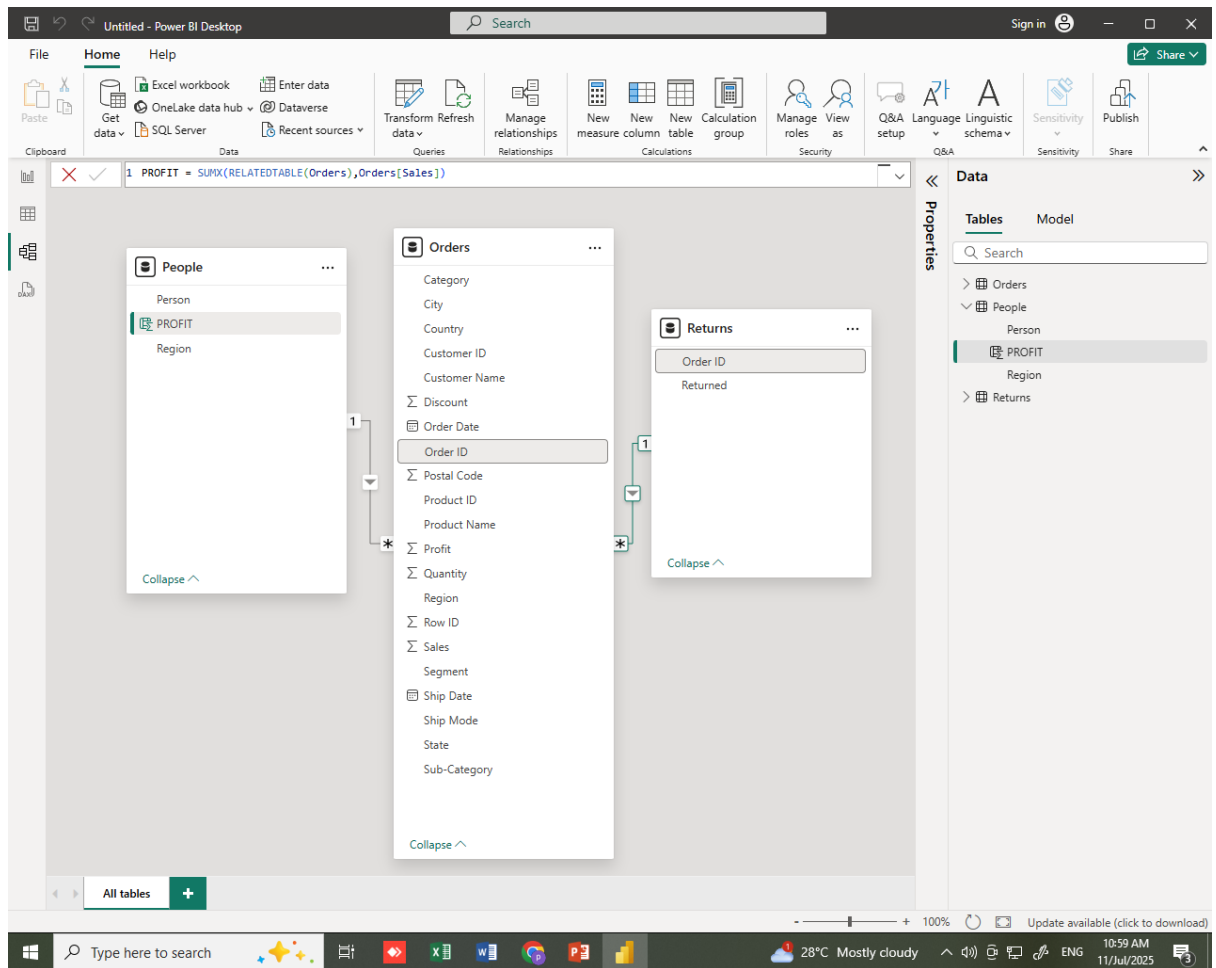 Untitled - Power BI Desktop
Search
Sign in
File
Home
Help
Share
Paste
Get data
Excel workbook
OneLake data hub
SQL Server
Enter data
Dataverse
Recent sources
Transform data
Refresh
Manage relationships
New measure
New column
New table
Calculation group
Manage roles
View as
Q&A setup
Language
Linguistic schema
Sensitivity
Publish
Clipboard
Data
Queries
Relationships
Calculations
Security
Q&A
Sensitivity
Share
1 PROFIT = SUMX(RELATEDTABLE(Orders),Orders[Sales])
People
Person
PROFIT
Region
Collapse
1
*
Orders
Category
City
Country
Customer ID
Customer Name
Discount
Order Date
Order ID
Postal Code
Product ID
Product Name
Profit
Quantity
Region
Row ID
Sales
Segment
Ship Date
Ship Mode
State
Sub-Category
Collapse
1
*
Returns
Order ID
Returned
Collapse
Properties
Data
Tables
Model
Search
Orders
People
Person
PROFIT
Region
Returns
DAX
All tables
+
- + 100%
Update available (click to download)
Type here to search
1
28°C Mostly cloudy
ENG
10:59 AM
11/Jul/2025
3